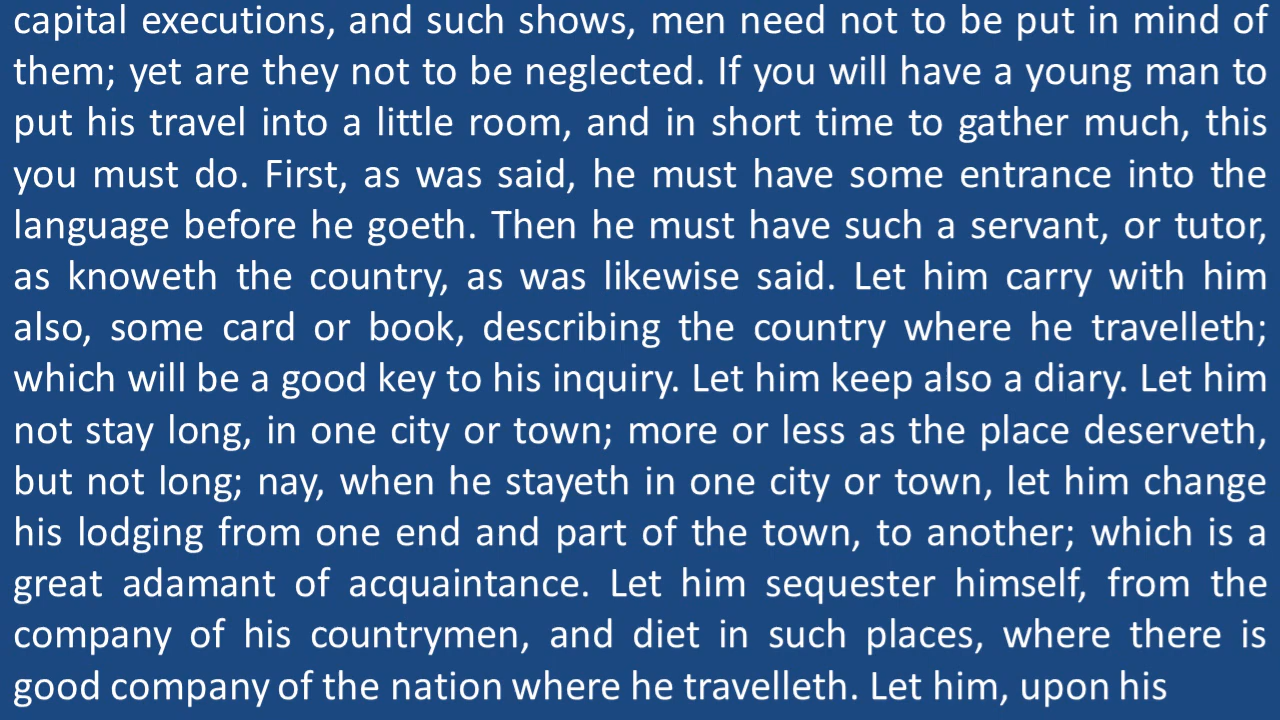 capital executions, and such shows, men need not to be put in mind of
them; yet are they not to be neglected. If you will have a young man to
put his travel into a little room, and in short time to gather much, this
you must do. First, as was said, he must have some entrance into the
language before he goeth. Then he must have such a servant, or tutor,
as knoweth the country, as was likewise said. Let him carry with him
also, some card or book, describing the country where he travelleth;
which will be a good key to his inquiry. Let him keep also a diary. Let him
not stay long, in one city or town; more or less as the place deserveth,
but not long; nay, when he stayeth in one city or town, let him change
his lodging from one end and part of the town, to another; which is a
great adamant of acquaintance. Let him sequester himself, from the
company of his countrymen, and diet in such places, where there is
good company of the nation where he travelleth. Let him, upon his